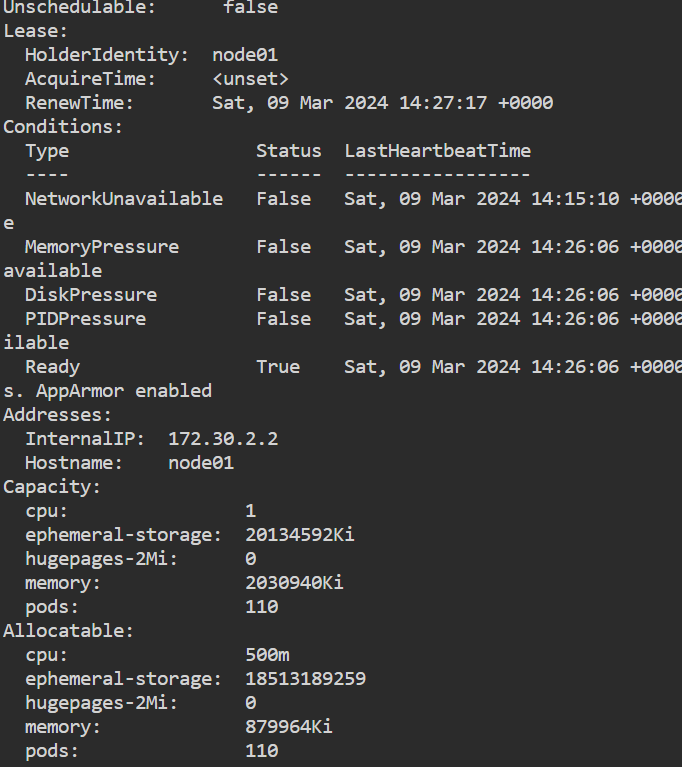 Unschedulable:      false
Lease:
  HolderIdentity:  node01
  AcquireTime:     <unset>
  RenewTime:       Sat, 09 Mar 2024 14:27:17 +0000
Conditions:
  Type                 Status  LastHeartbeatTime
  ----                 ------  -----------------
  NetworkUnavailable   False   Sat, 09 Mar 2024 14:15:10 +0000
e
  MemoryPressure       False   Sat, 09 Mar 2024 14:26:06 +0000
available
  DiskPressure         False   Sat, 09 Mar 2024 14:26:06 +0000
  PIDPressure          False   Sat, 09 Mar 2024 14:26:06 +0000
ilable
  Ready                True    Sat, 09 Mar 2024 14:26:06 +0000
s. AppArmor enabled
Addresses:
  InternalIP:  172.30.2.2
  Hostname:    node01
Capacity:
  cpu:                1
  ephemeral-storage:  20134592Ki
  hugepages-2Mi:      0
  memory:             2030940Ki
  pods:               110
Allocatable:
  cpu:                500m
  ephemeral-storage:  18513189259
  hugepages-2Mi:      0
  memory:             879964Ki
  pods:               110